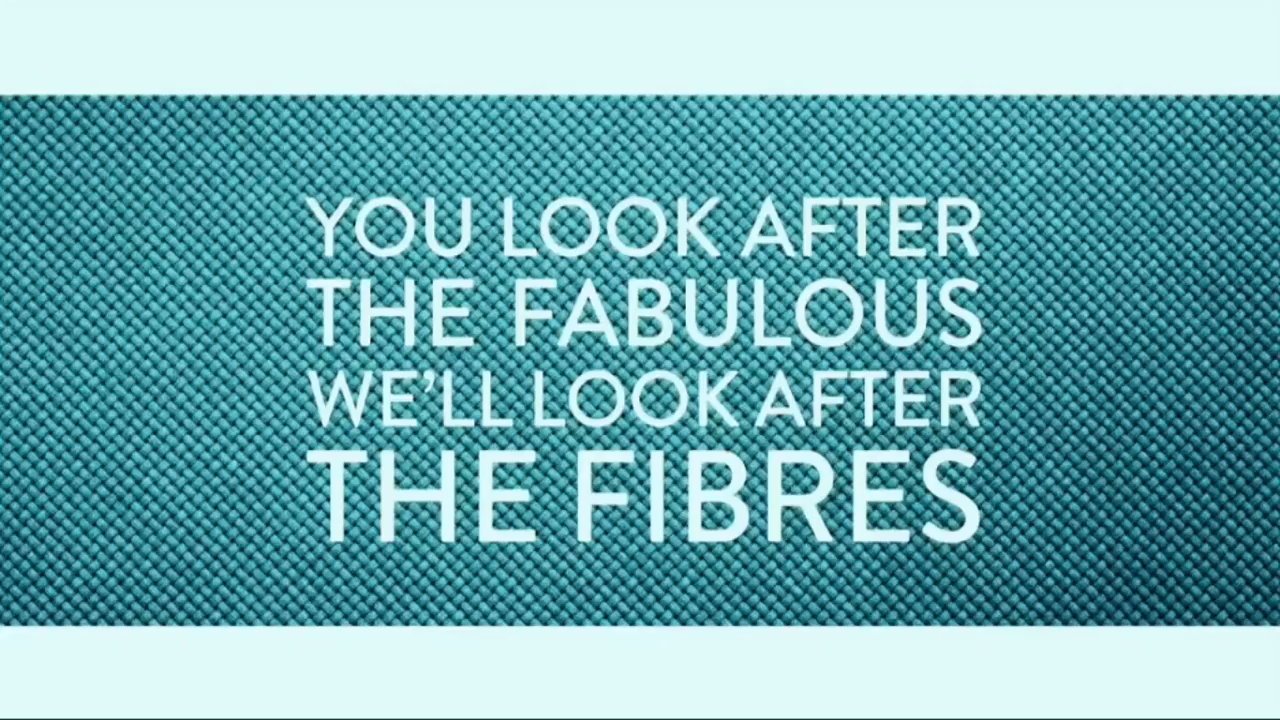 YOU LOOK AFTER
THE FABULOUS
WE'LL LOOK AFTER
THE FIBRES